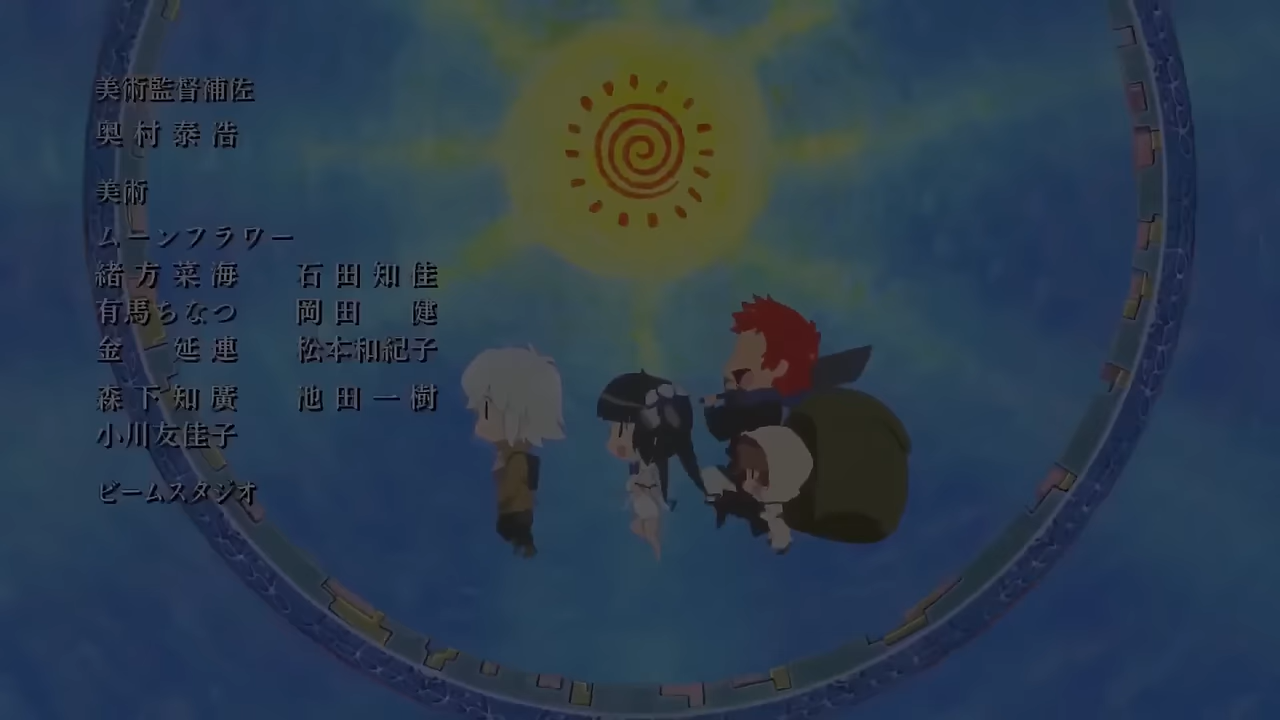 美術監督補佐
奥村泰浩
美術
ムーンフラワー
緒方菜海 石田知佳
有馬ちなつ 岡田 健
金 延連 松本和紀子
森下知廣 池田一樹
小川友佳子
ビームスタジオ